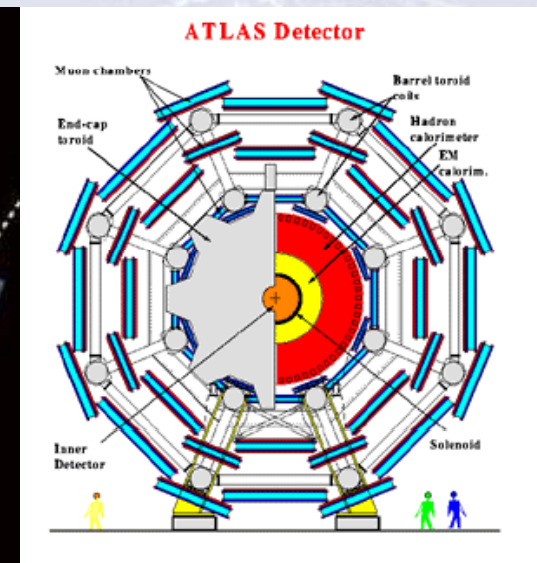 ATLAS Detector
Muon chambers
Barrel toroid
coils
End-cap
toroid
Hadron
calorimeter
EM
calorim.
Inner
Detector
Solenoid